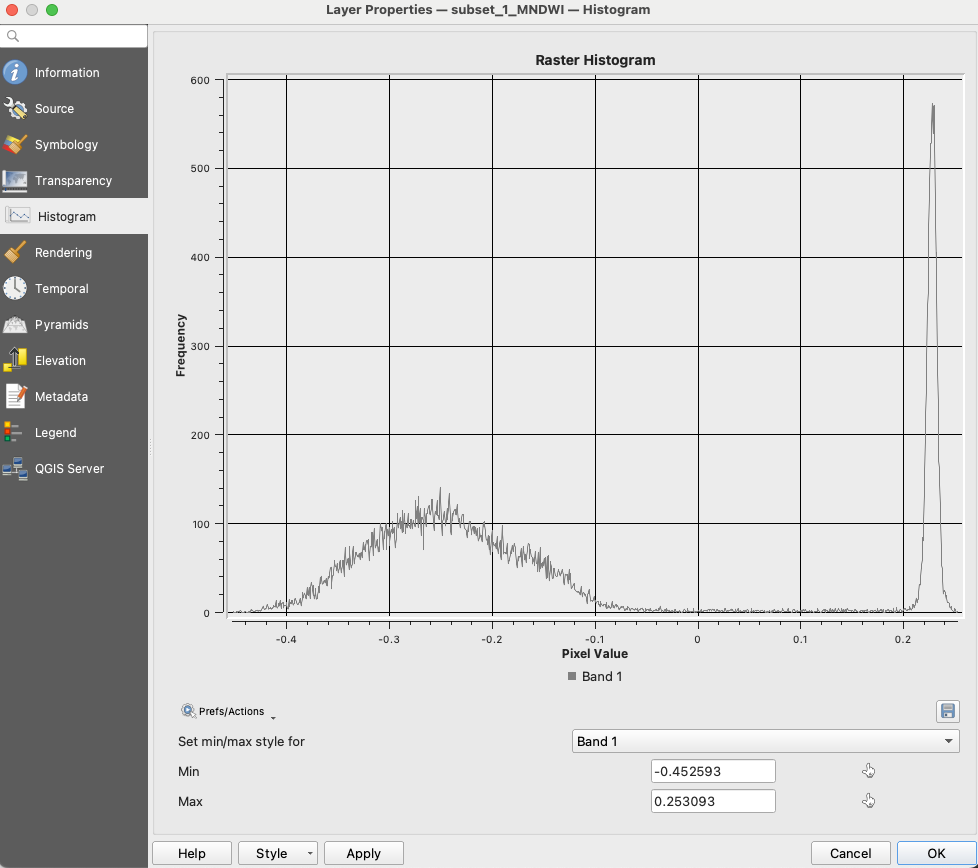 Layer Properties — subset_1_MNDWI — Histogram
Information
Source
Symbology
Transparency
Histogram
Rendering
Temporal
Pyramids
Elevation
Metadata
Legend
QGIS Server
Raster Histogram
600
500
400
300
200
100
0
Frequency
-0.4 -0.3 -0.2 -0.1 0 0.1 0.2
Pixel Value
Band 1
Prefs/Actions
Set min/max style for Band 1
Min -0.452593
Max 0.253093
Help Style Apply Cancel OK